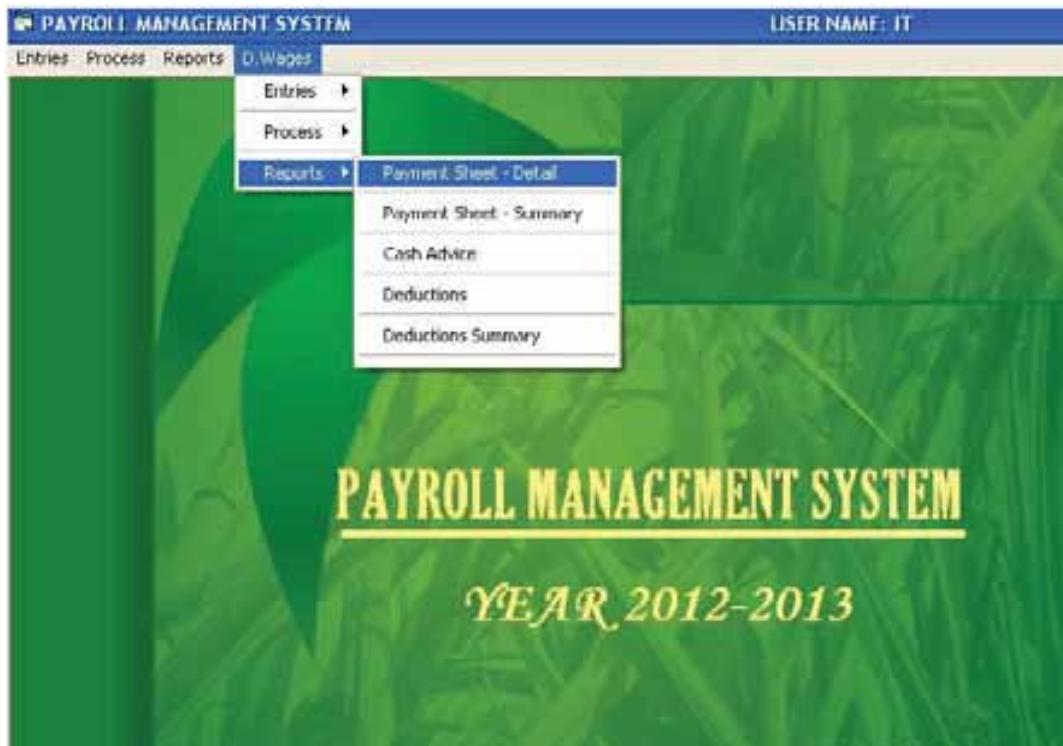 PAYROLL MANAGEMENT SYSTEM USER NAME: IT
Entries Process Reports D.Wages
Entries
Process
Reports
Payment Sheet - Detail
Payment Sheet - Summary
Cash Advice
Deductions
Deductions Summary
PAYROLL MANAGEMENT SYSTEM
YEAR 2012-2013